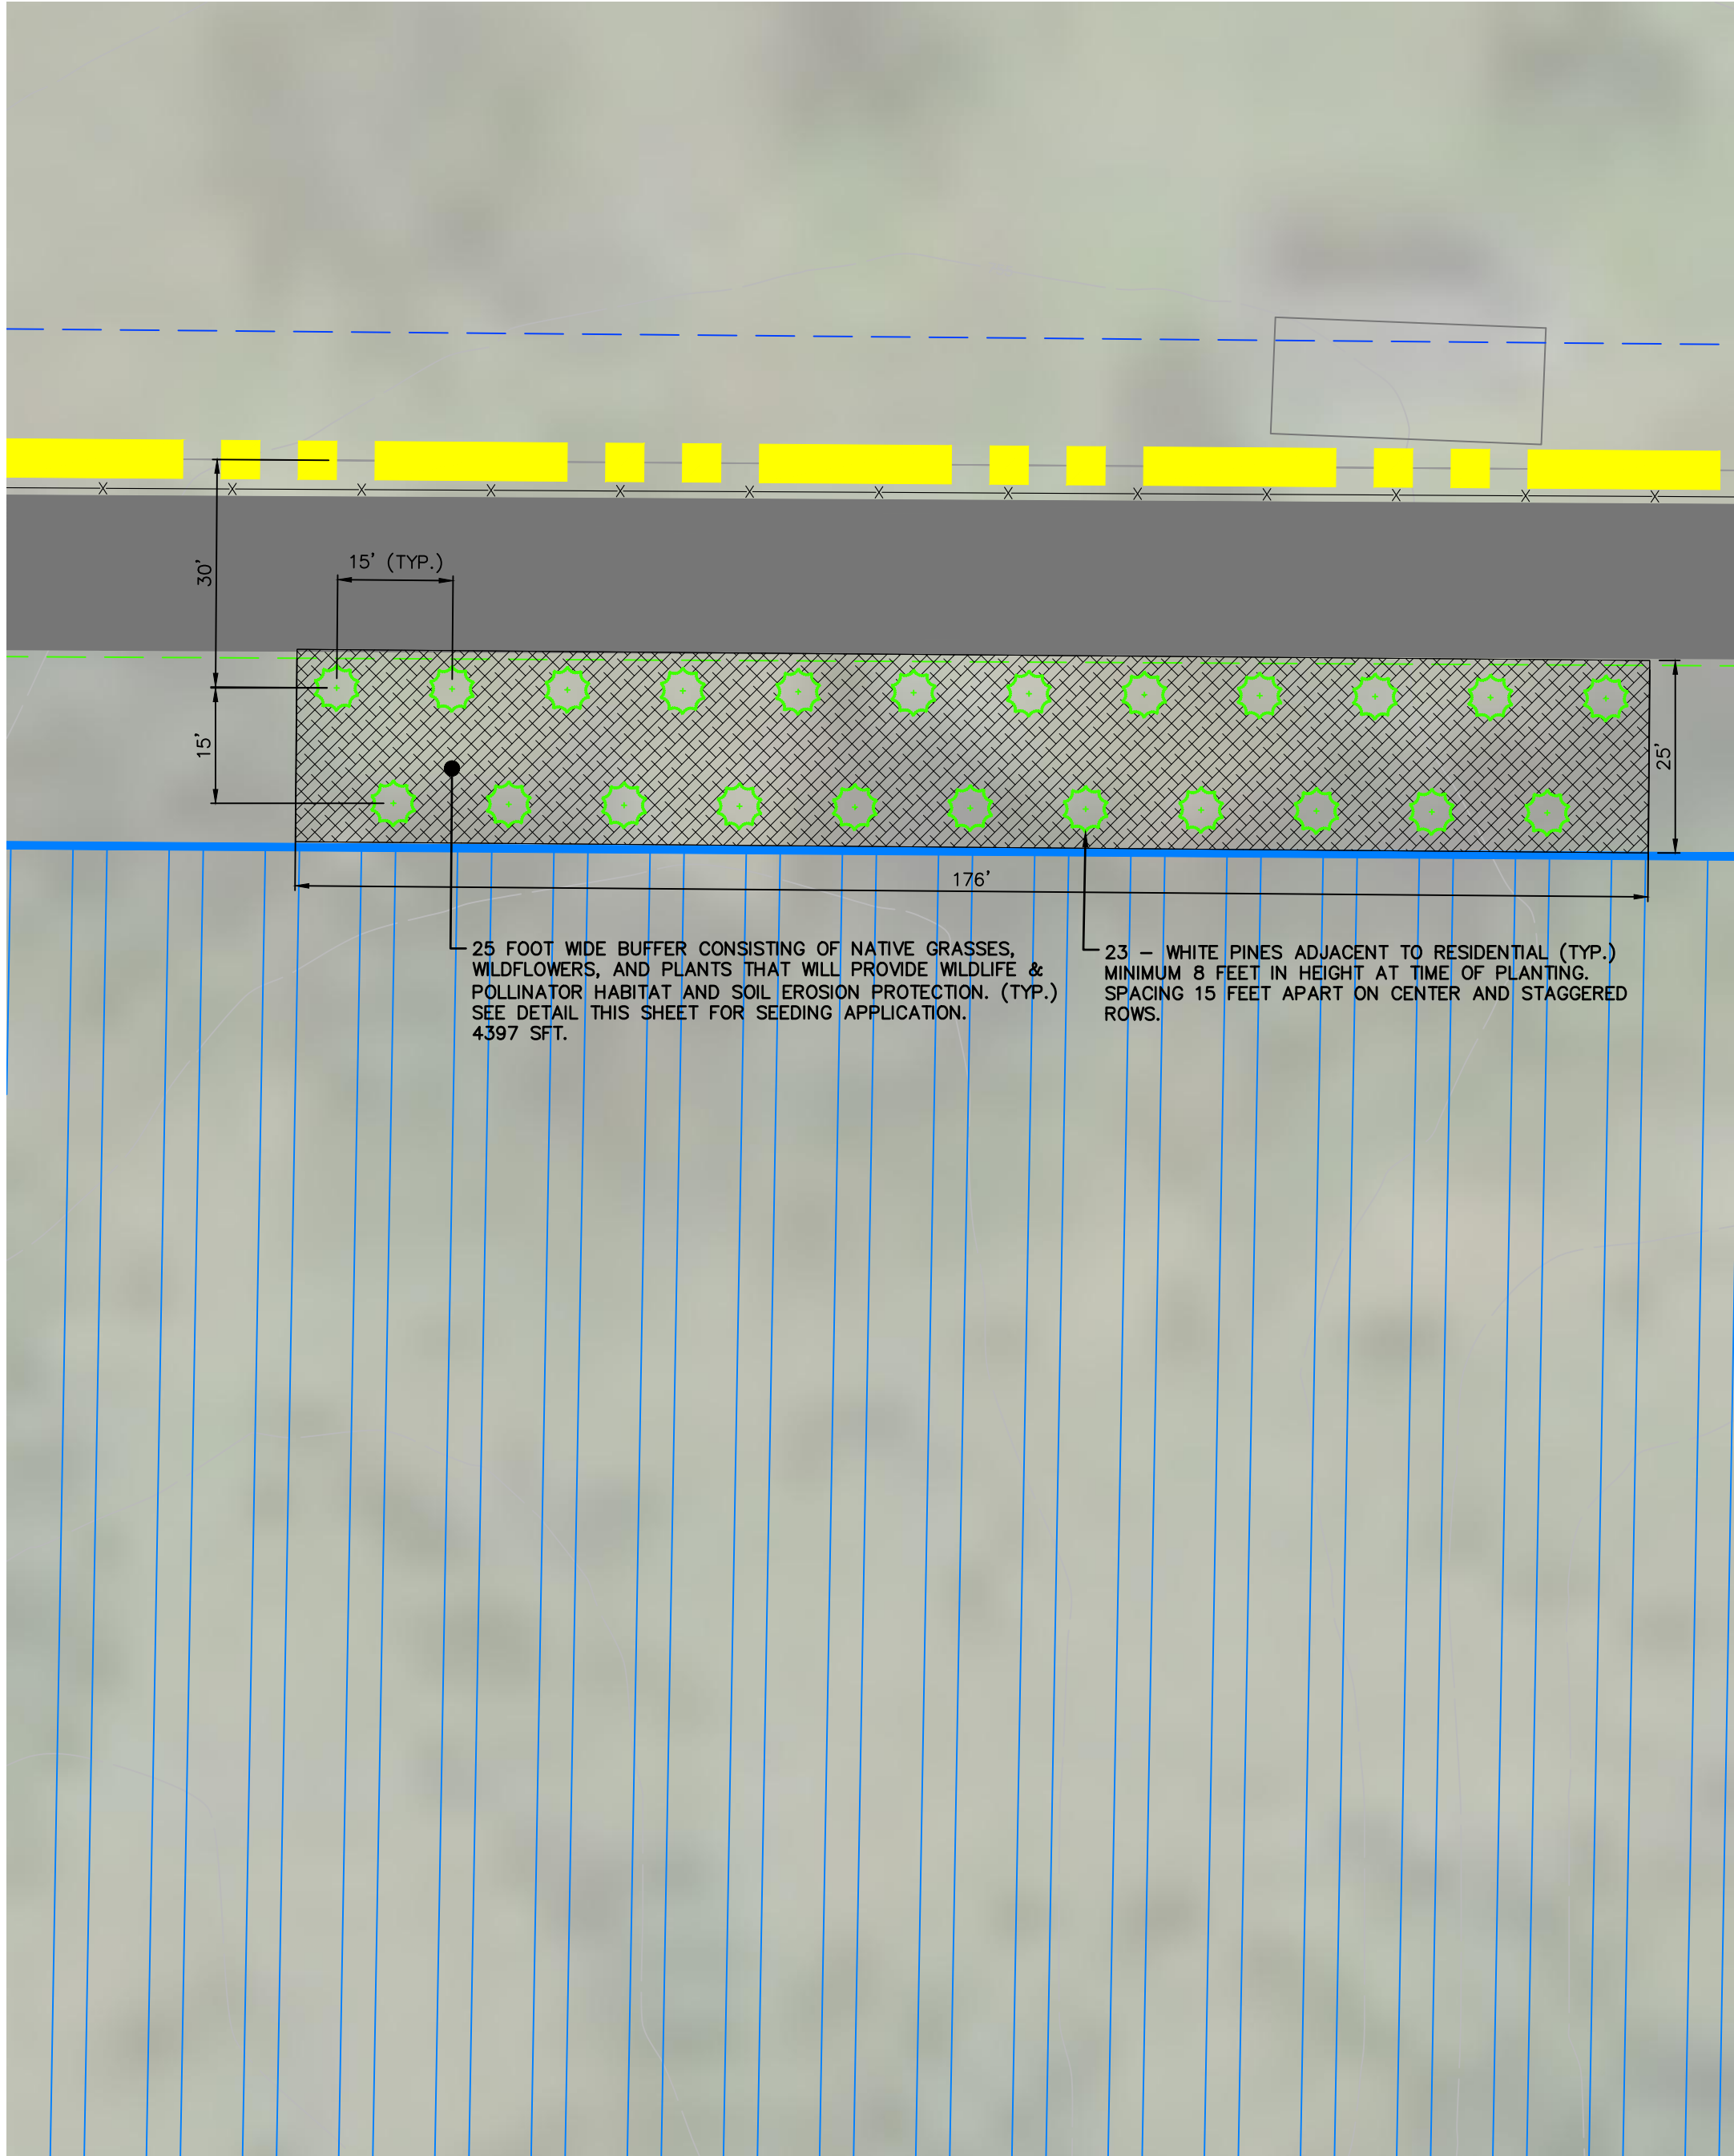 15' (TYP.)
30'
15'
25'
176'
25 FOOT WIDE BUFFER CONSISTING OF NATIVE GRASSES,
WILDFLOWERS, AND PLANTS THAT WILL PROVIDE WILDLIFE &
POLLINATOR HABITAT AND SOIL EROSION PROTECTION. (TYP.)
SEE DETAIL THIS SHEET FOR SEEDING APPLICATION.
4397 SFT.
23 – WHITE PINES ADJACENT TO RESIDENTIAL (TYP.)
MINIMUM 8 FEET IN HEIGHT AT TIME OF PLANTING.
SPACING 15 FEET APART ON CENTER AND STAGGERED
ROWS.